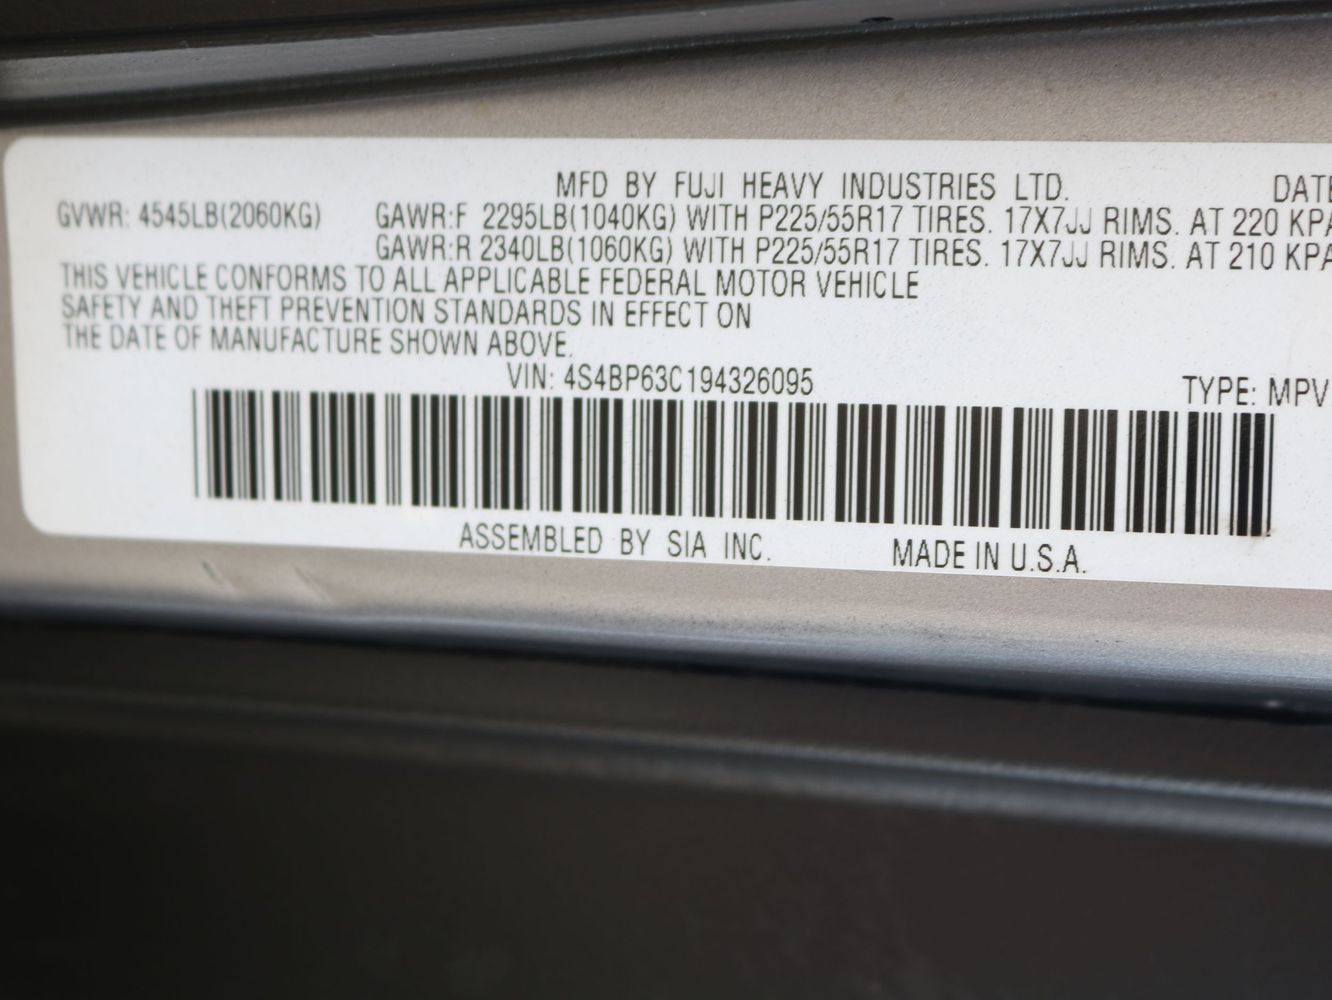 MFD BY FUJI HEAVY INDUSTRIES LTD. DATE
GVWR: 4545LB(2060KG) GAWR:F 2295LB(1040KG) WITH P225/55R17 TIRES. 17X7JJ RIMS. AT 220 KPA
GAWR:R 2340LB(1060KG) WITH P225/55R17 TIRES. 17X7JJ RIMS. AT 210 KPA
THIS VEHICLE CONFORMS TO ALL APPLICABLE FEDERAL MOTOR VEHICLE
SAFETY AND THEFT PREVENTION STANDARDS IN EFFECT ON
THE DATE OF MANUFACTURE SHOWN ABOVE.
VIN: 4S4BP63C194326095 TYPE: MPV
ASSEMBLED BY SIA INC. MADE IN U.S.A.